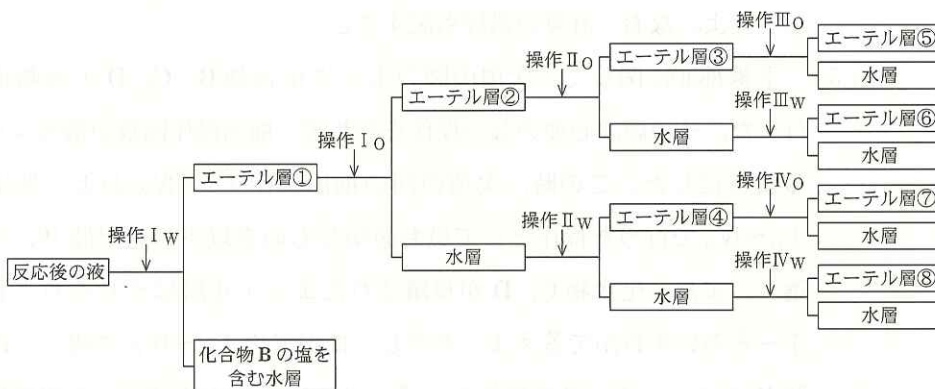 操作ⅢO
エーテル層⑤
水層
操作ⅡO
エーテル層③
操作ⅢW
エーテル層⑥
水層
水層
操作ⅠO
エーテル層②
操作ⅣO
エーテル層⑦
水層
操作ⅡW
エーテル層④
操作ⅣW
エーテル層⑧
水層
水層
操作ⅠW
エーテル層①
水層
反応後の液
化合物Bの塩を
含む水層